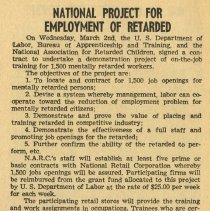 NATIONAL PROJECT FOR
EMPLOYMENT OF RETARDED
On Wednesday, March 2nd, the U. S. Department of
Labor, Bureau of Apprenticeship and Training, and the
National Association for Retarded Children, signed a con-
tract to undertake a demonstration project of on-the-job
training for 1,500 mentally retarded workers.
The objectives of the project are:
1. To locate and contract for 1,500 job openings for
mentally retarded persons;
2. Devise a system whereby management, labor can co-
operate toward the reduction of employment problem for
mentally retarded citizens;
3. Demonstrate and prove the value of placing and
training retarded in competitive industry;
4. Demonstrate the effectiveness of a full staff and
promoting job openings for the retarded;
5. Further confirm the ability of the retarded to per-
form, etc.
N.A.R.C.'s staff will establish at least five prime or
basic contracts with National Retail Corporation whereby
1,500 job openings will be assured. Participating firms will
be reimbursed from the grant fund allocated to this project
by U. S. Department of Labor at the rate of $25.00 per week
for each week.
The participating retail stores will provide the training
and work assignments in occupations. Trainees who are cer-